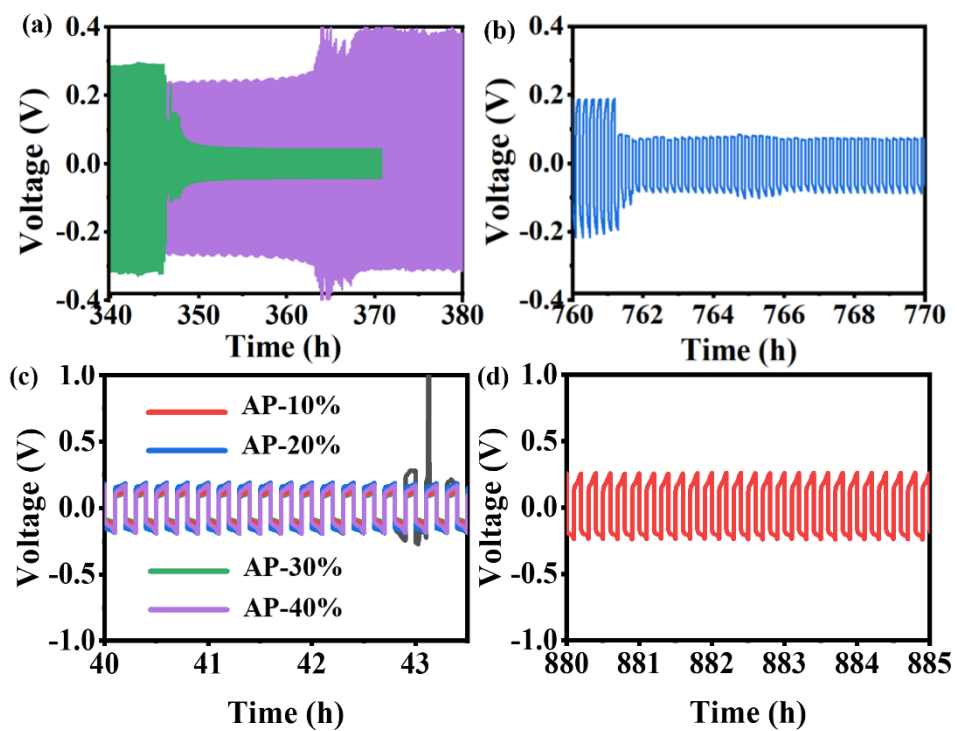 (a)
0.4
0.2
0.0
-0.2
-0.4
Voltage (V)
340 350 360 370 380
Time (h)
(b)
0.4
0.2
0.0
-0.2
-0.4
Voltage (V)
760 762 764 766 768 770
Time (h)
(c)
1.0
0.5
0.0
-0.5
-1.0
Voltage (V)
AP-10%
AP-20%
AP-30%
AP-40%
40 41 42 43
Time (h)
(d)
1.0
0.5
0.0
-0.5
-1.0
Voltage (V)
880 881 882 883 884 885
Time (h)